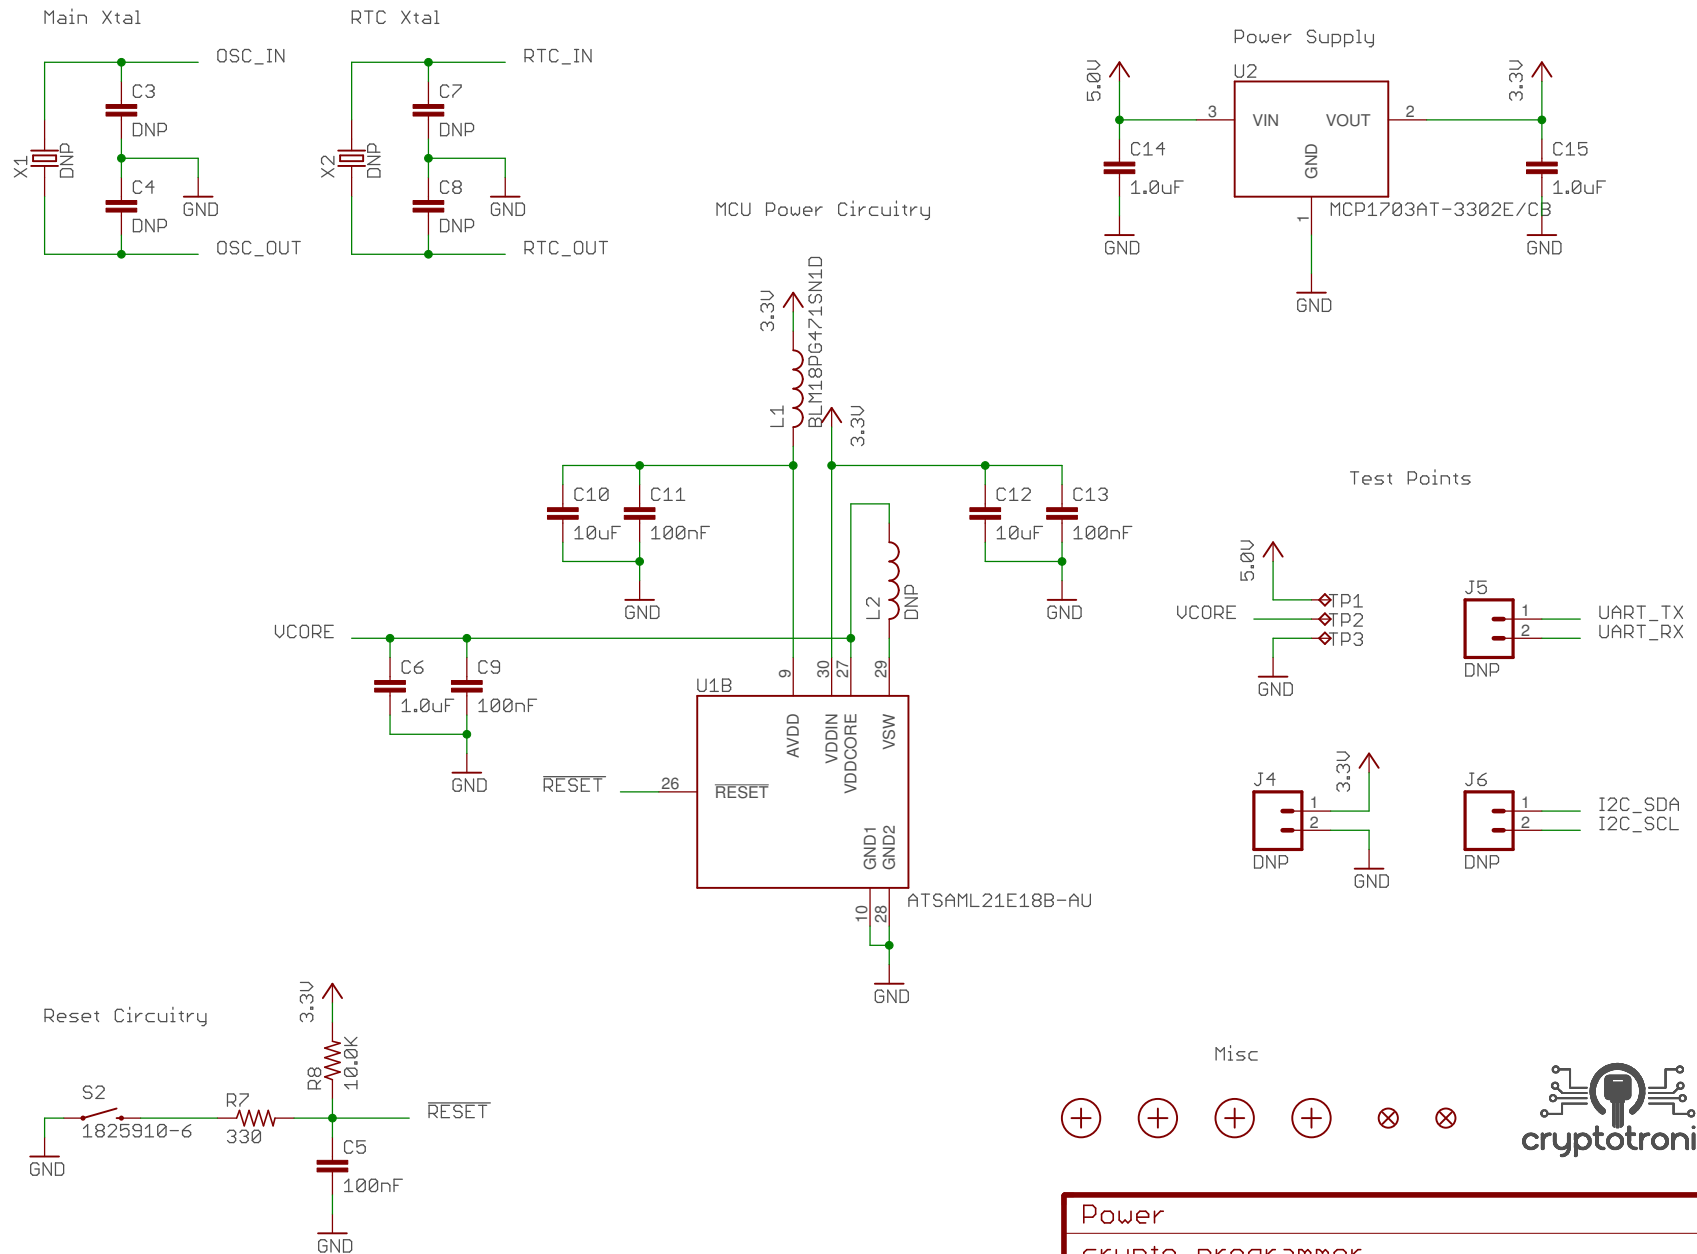 Main Xtal
OSC_IN
C3
DNP
X1
DNP
GND
C4
DNP
OSC_OUT
RTC Xtal
RTC_IN
C7
DNP
X2
DNP
GND
C8
DNP
RTC_OUT
Power Supply
U2
5.0V
3
VIN
VOUT
2
3.3V
GND
1
C14
1.0uF
GND
MCP1703AT-3302E/CB
C15
1.0uF
GND
GND
MCU Power Circuitry
3.3V
L1
BLM18PG471SN1D
3.3V
C10
10uF
C11
100nF
GND
C12
10uF
C13
100nF
GND
L2
DNP
VCORE
C6
1.0uF
C9
100nF
GND
U1B
9
30
27
29
AVDD
VDDIN
VDDCORE
VSW
RESET
26
RESET
GND1
GND2
10
28
ATSAML21E18B-AU
GND
Test Points
5.0V
TP1
VCORE
TP2
TP3
GND
J5
1
UART_TX
2
UART_RX
DNP
J4
3.3V
1
2
DNP
GND
J6
1
I2C_SDA
2
I2C_SCL
DNP
Reset Circuitry
3.3V
R8
10.0K
S2
1825910-6
R7
330
RESET
GND
C5
100nF
GND
Misc
cryptotroni
Power